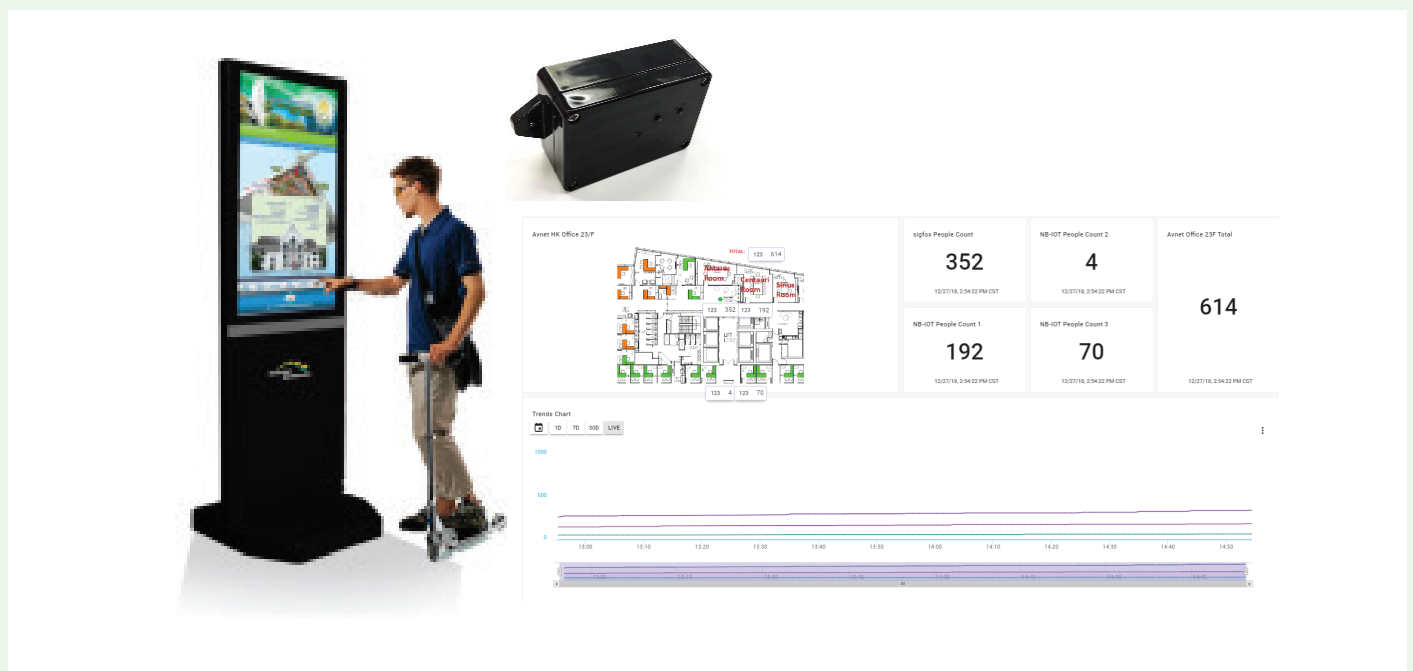 Avnet HK Office 23/F
TOTAL:
123 614
Antares
Room
Centauri
Room
Sirius
Room
123 352
123 192
LIFT
123 4
123 70
sigfox People Count
352
12/27/18, 2:54:22 PM CST
NB-IOT People Count 2
4
12/27/18, 2:54:22 PM CST
Avnet Office 23F Total
614
12/27/18, 2:54:22 PM CST
NB-IOT People Count 1
192
12/27/18, 2:54:22 PM CST
NB-IOT People Count 3
70
12/27/18, 2:54:22 PM CST
Trends Chart
1D 7D 30D LIVE
1000
500
0
13:00 13:10 13:20 13:30 13:40 13:50 14:00 14:10 14:20 14:30 14:40 14:50